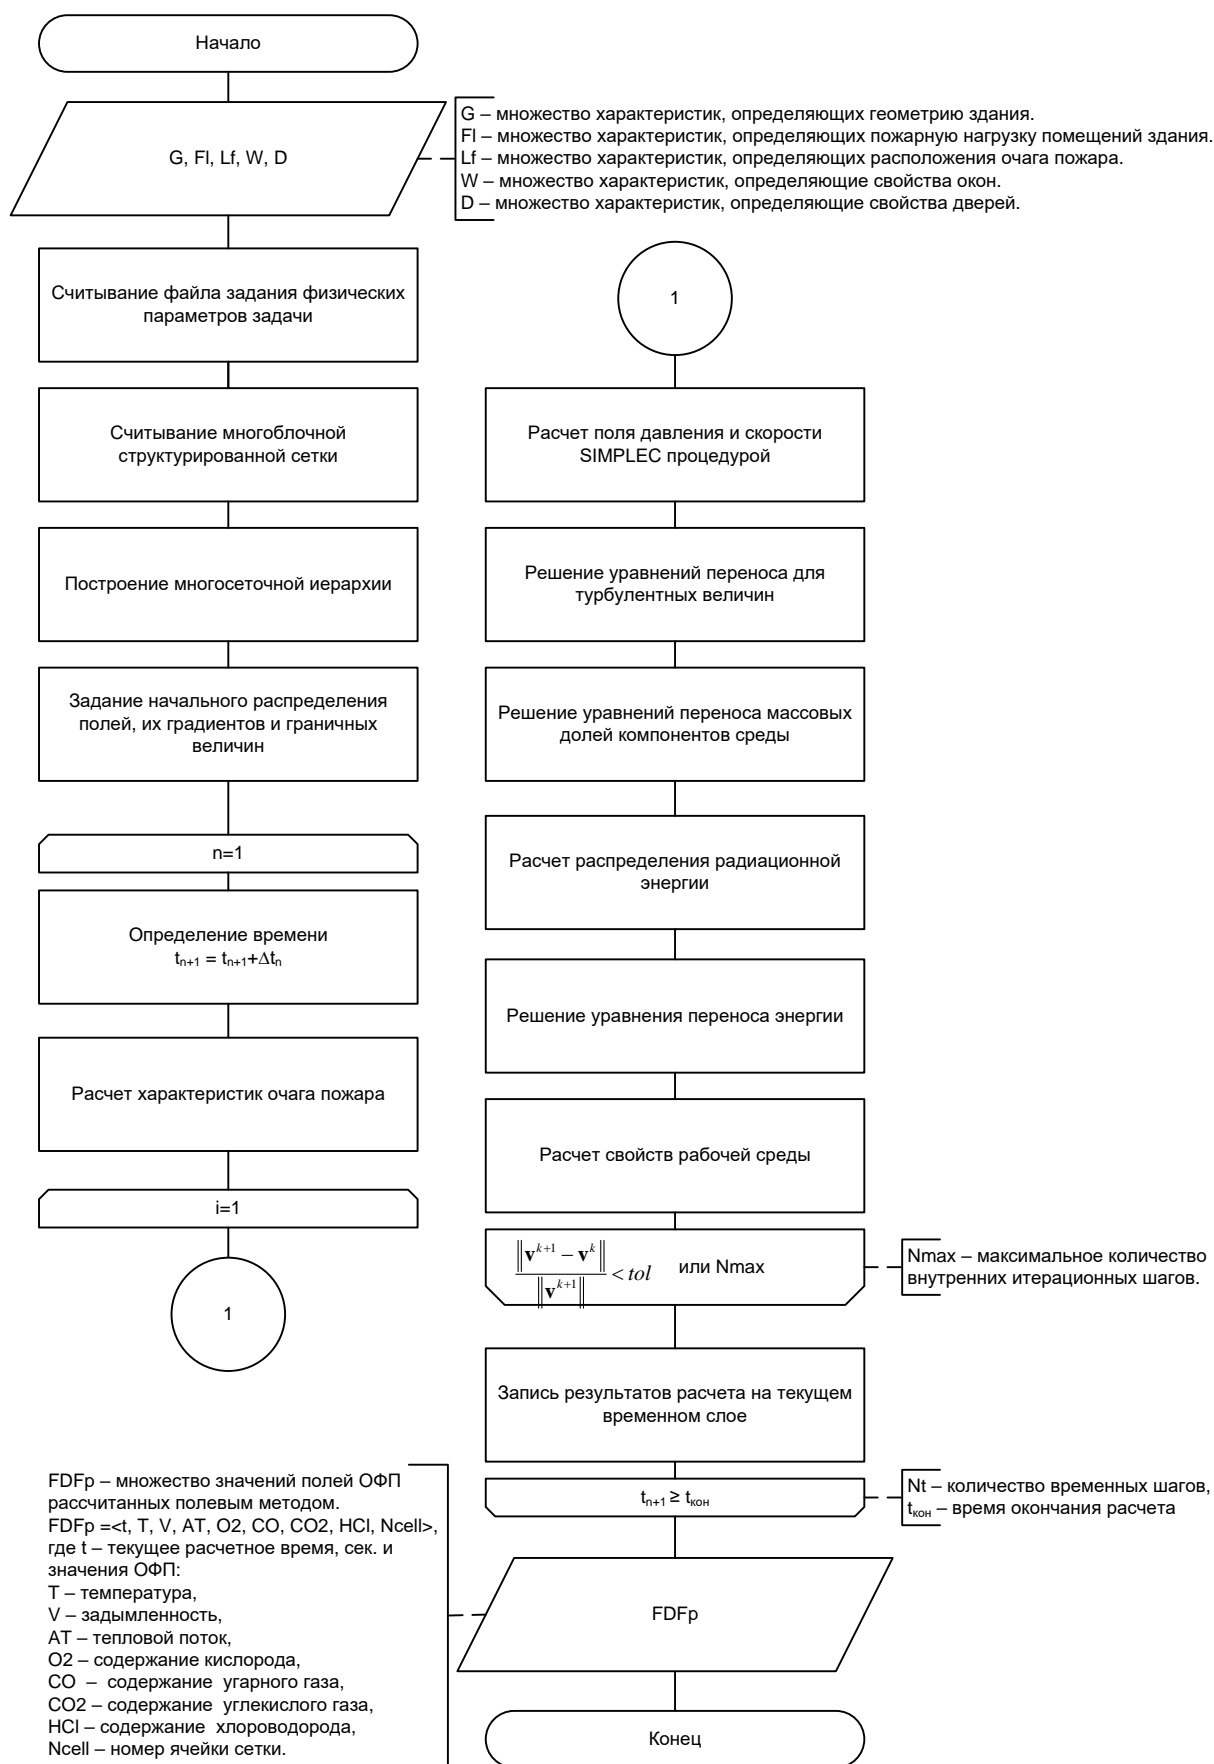 Начало
G, Fl, Lf, W, D
G – множество характеристик, определяющих геометрию здания.
Fl – множество характеристик, определяющих пожарную нагрузку помещений здания.
Lf – множество характеристик, определяющих расположения очага пожара.
W – множество характеристик, определяющие свойства окон.
D – множество характеристик, определяющие свойства дверей.
Считывание файла задания физических
параметров задачи
Считывание многоблочной
структурированной сетки
Построение многосеточной иерархии
Задание начального распределения
полей, их градиентов и граничных
величин
n=1
Определение времени
tₙ₊₁ = tₙ₊₁+Δtₙ
Расчет характеристик очага пожара
i=1
1
1
Расчет поля давления и скорости
SIMPLEC процедурой
Решение уравнений переноса для
турбулентных величин
Решение уравнений переноса массовых
долей компонентов среды
Расчет распределения радиационной
энергии
Решение уравнения переноса энергии
Расчет свойств рабочей среды
‖v^{k+1} − v^k‖ / ‖v^{k+1}‖ < tol или Nmax
Nmax – максимальное количество
внутренних итерационных шагов.
Запись результатов расчета на текущем
временном слое
tₙ₊₁ ≥ t_кон
Nt – количество временных шагов,
t_кон – время окончания расчета
FDFp
FDFp – множество значений полей ОФП
рассчитанных полевым методом.
FDFp =<t, T, V, AT, O2, CO, CO2, HCl, Ncell>,
где t – текущее расчетное время, сек. и
значения ОФП:
T – температура,
V – задымленность,
AT – тепловой поток,
O2 – содержание кислорода,
CO – содержание угарного газа,
CO2 – содержание углекислого газа,
HCl – содержание хлороводорода,
Ncell – номер ячейки сетки.
Конец